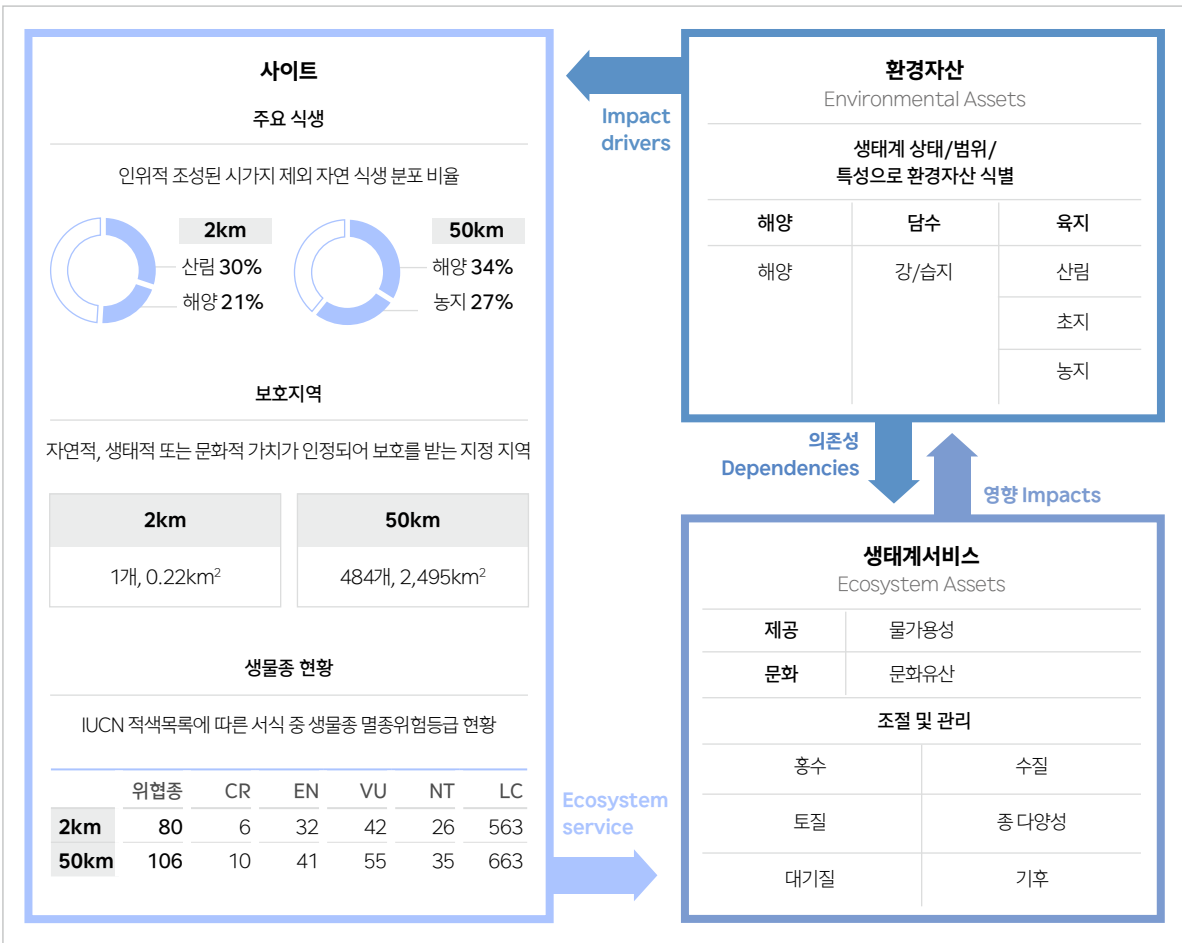 사이트
주요 식생
인위적 조성된 시가지 제외 자연 식생 분포 비율
2km
산림 30%
해양 21%
50km
해양 34%
농지 27%
보호지역
자연적, 생태적 또는 문화적 가치가 인정되어 보호를 받는 지정 지역
2km 50km
1개, 0.22km² 484개, 2,495km²
생물종 현황
IUCN 적색목록에 따른 서식 중 생물종 멸종위험등급 현황
위협종 CR EN VU NT LC
2km 80 6 32 42 26 563
50km 106 10 41 55 35 663
Impact
drivers
환경자산
Environmental Assets
생태계 상태/범위/
특성으로 환경자산 식별
해양 담수 육지
해양 강/습지 산림
초지
농지
의존성
Dependencies
영향 Impacts
Ecosystem
service
생태계서비스
Ecosystem Assets
제공 물가용성
문화 문화유산
조절 및 관리
홍수 수질
토질 종 다양성
대기질 기후